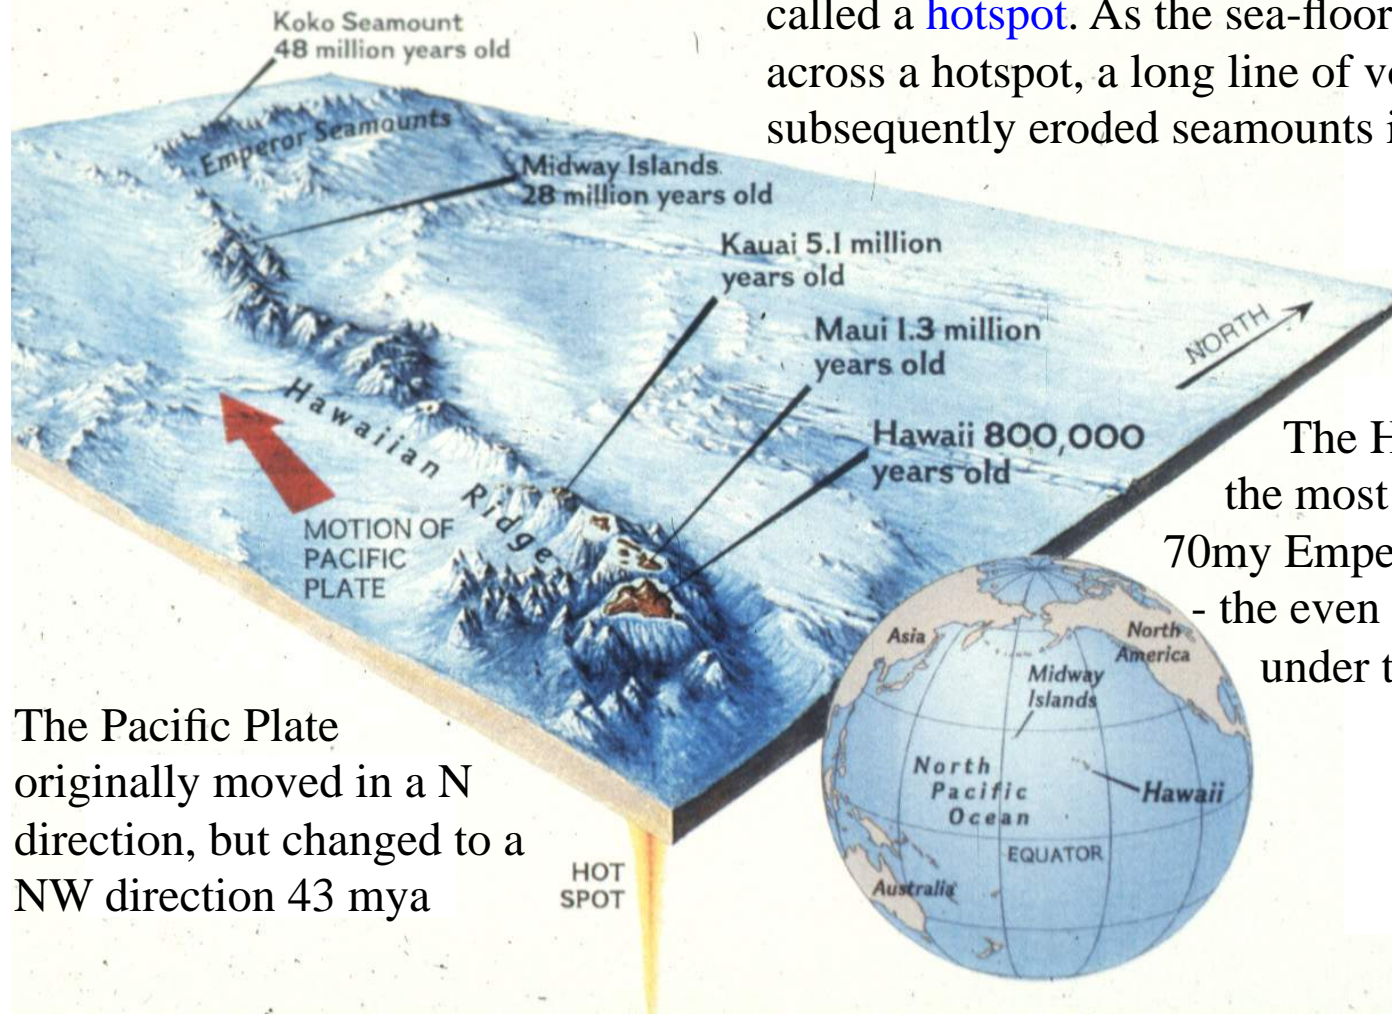 called a hotspot. As the sea-floor
across a hotspot, a long line of
subsequently eroded seamounts
Koko Seamount
48 million years old
Emperor Seamounts
Midway Islands.
28 million years old
Kauai 5.1 million
years old
Maui 1.3 million
years old
Hawaii 800,000
years old
NORTH
Hawaiian Ridge
MOTION OF
PACIFIC
PLATE
The
the most
70my
- the even
under
The Pacific Plate
originally moved in a N
direction, but changed to a
NW direction 43 mya
HOT
SPOT
Asia
North
America
Midway
Islands
North
Pacific
Ocean
Hawaii
EQUATOR
Australia